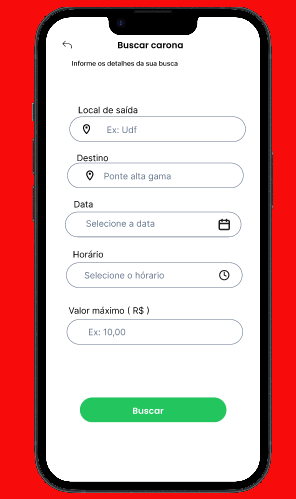 Buscar carona
Informe os detalhes da sua busca
Local de saída
Ex: Udf
Destino
Ponte alta gama
Data
Selecione a data
Horário
Selecione o hórario
Valor máximo ( R$ )
Ex: 10,00
Buscar